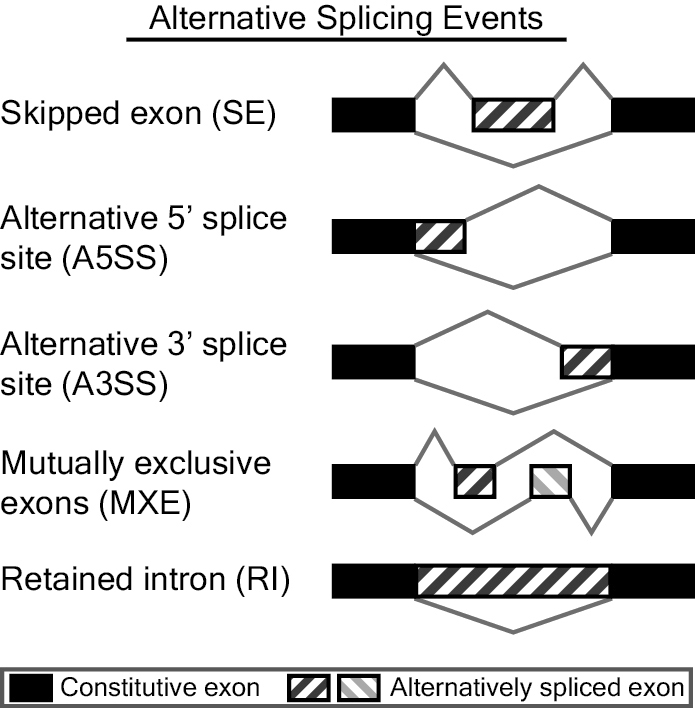 Alternative Splicing Events
Skipped exon (SE)
Alternative 5’ splice
site (A5SS)
Alternative 3’ splice
site (A3SS)
Mutually exclusive
exons (MXE)
Retained intron (RI)
Constitutive exon
Alternatively spliced exon